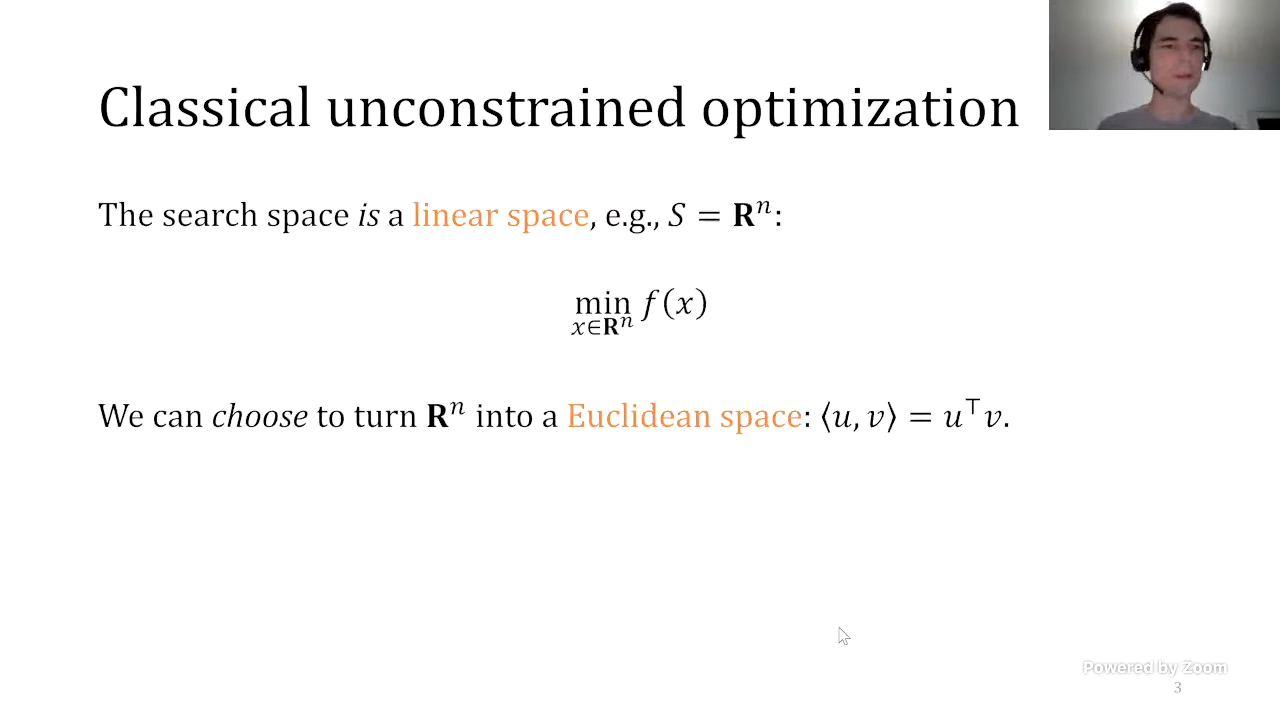 Classical unconstrained optimization
The search space is a linear space, e.g., S = Rⁿ:
min f(x)
x∈Rⁿ
We can choose to turn Rⁿ into a Euclidean space: ⟨u, v⟩ = u⊤v.
Powered by Zoom
3